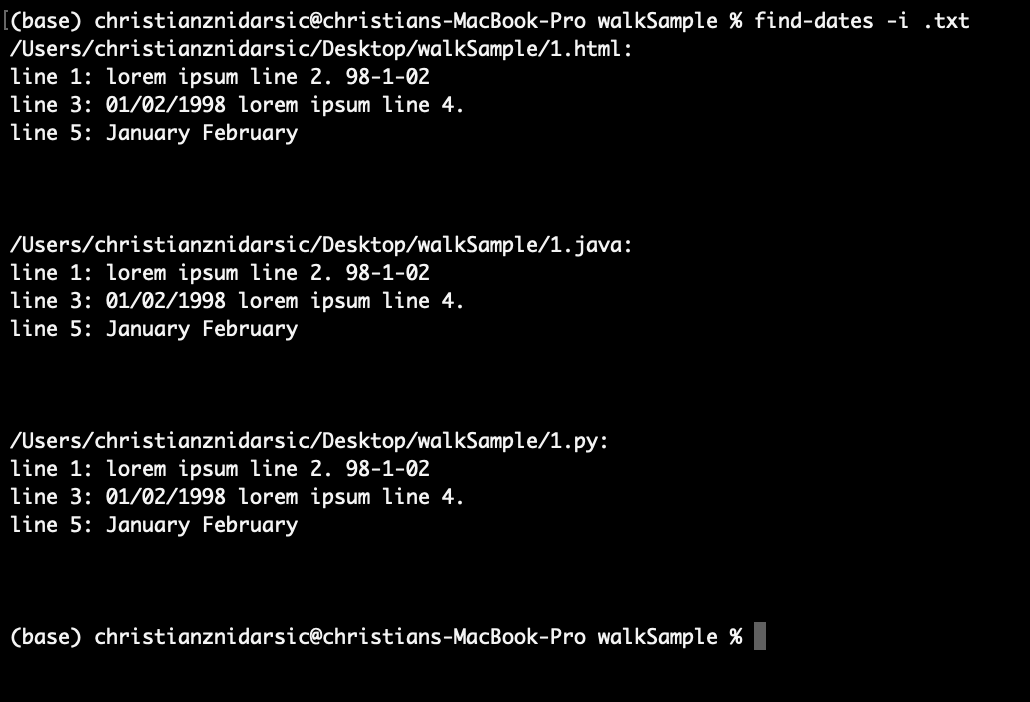 [(base) christianznidarsic@christians-MacBook-Pro walkSample % find-dates -i .txt
/Users/christianznidarsic/Desktop/walkSample/1.html:
line 1: lorem ipsum line 2. 98-1-02
line 3: 01/02/1998 lorem ipsum line 4.
line 5: January February
/Users/christianznidarsic/Desktop/walkSample/1.java:
line 1: lorem ipsum line 2. 98-1-02
line 3: 01/02/1998 lorem ipsum line 4.
line 5: January February
/Users/christianznidarsic/Desktop/walkSample/1.py:
line 1: lorem ipsum line 2. 98-1-02
line 3: 01/02/1998 lorem ipsum line 4.
line 5: January February
(base) christianznidarsic@christians-MacBook-Pro walkSample %